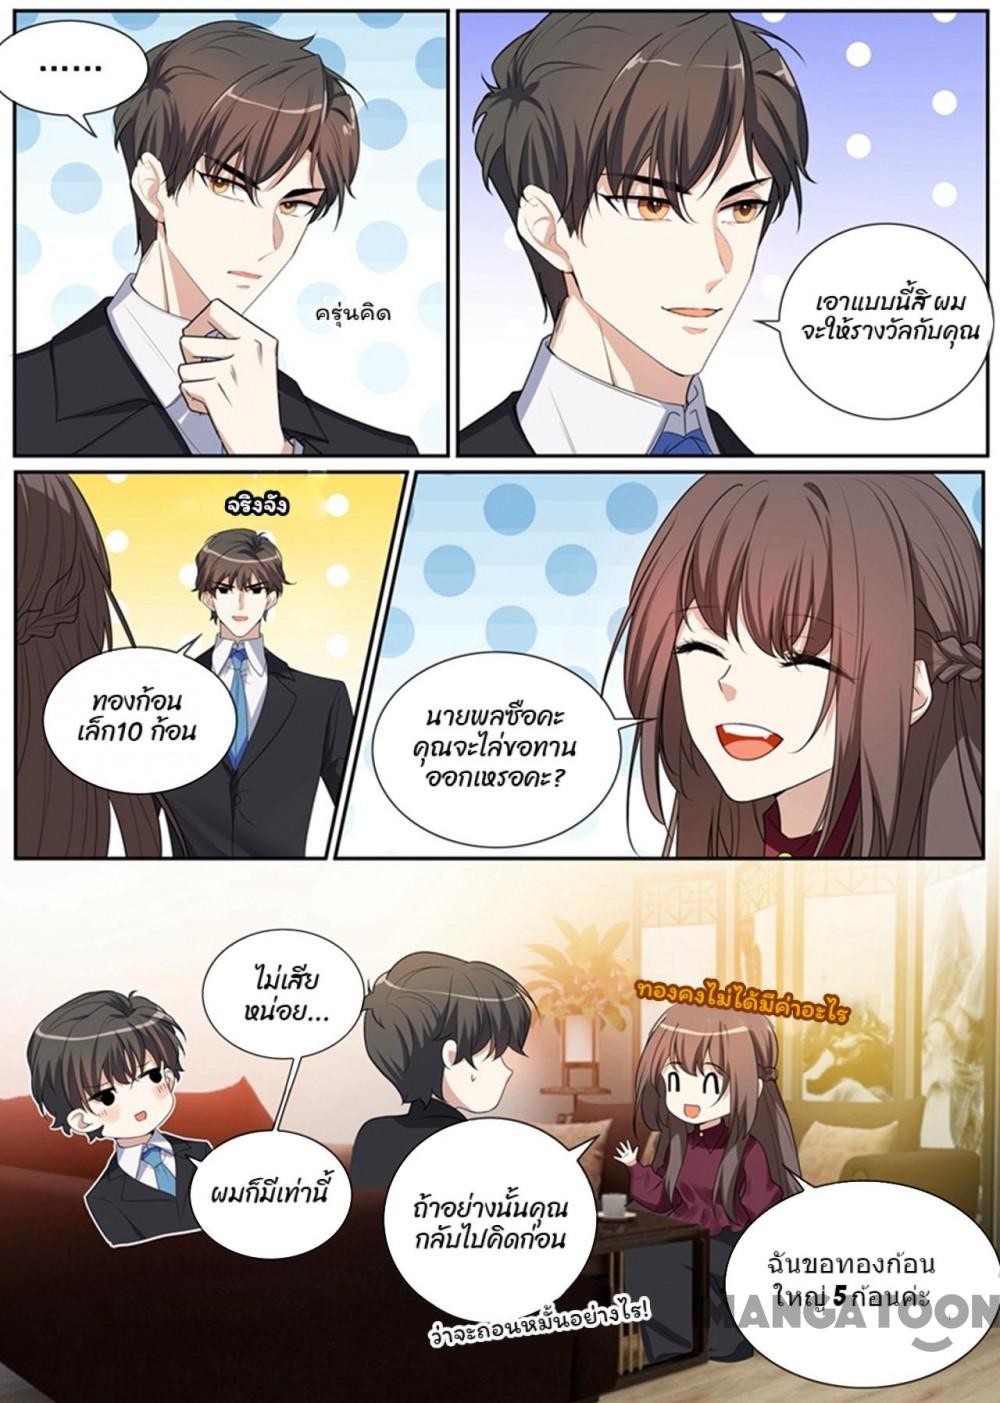 ......
ครุ่นคิด
เอาแบบนี้สิ ผม
จะให้รางวัลกับคุณ
จริงจัง
ทองก้อน
เล็ก10 ก้อน
นายพลซือคะ
คุณจะไล่ขอทาน
ออกเหรอคะ?
ไม่เสีย
หน่อย...
ผมก็มีเท่านี้
ทองคงไม่ได้มีค่าอะไร
ถ้าอย่างนั้นคุณ
กลับไปคิดก่อน
ว่าจะถอนหมั้นอย่างไร!
ฉันขอทองก้อน
ใหญ่ 5 ก้อนค่ะ
MANGATOON